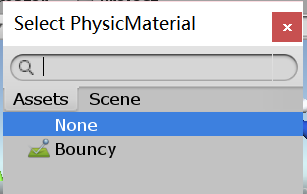 Select PhysicMaterial
Assets Scene
None
Bouncy